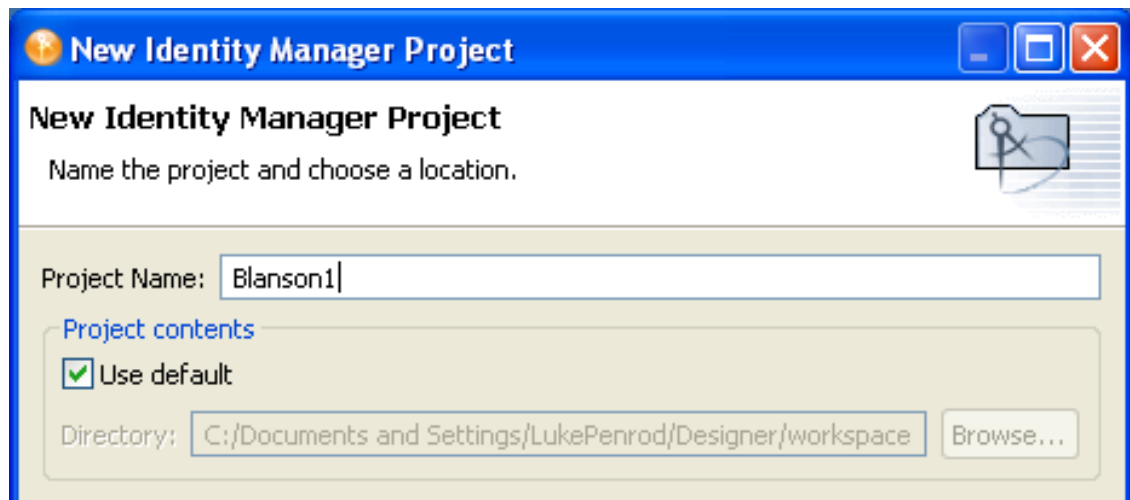 New Identity Manager Project
New Identity Manager Project
Name the project and choose a location.
Project Name: Blanson1
Project contents
Use default
Directory: C:/Documents and Settings/LukePenrod/Designer/workspace Browse...